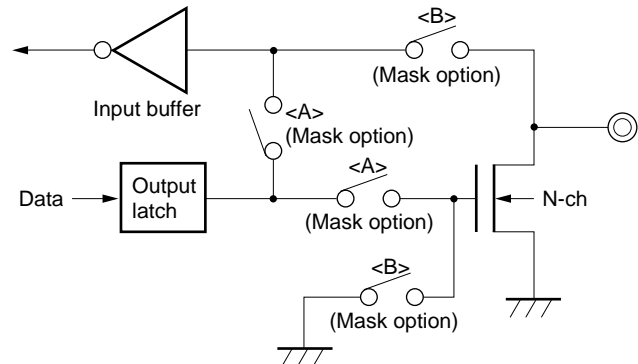 <B>
(Mask option)
Input buffer
<A>
(Mask option)
Data
Output
latch
<A>
(Mask option)
N-ch
<B>
(Mask option)